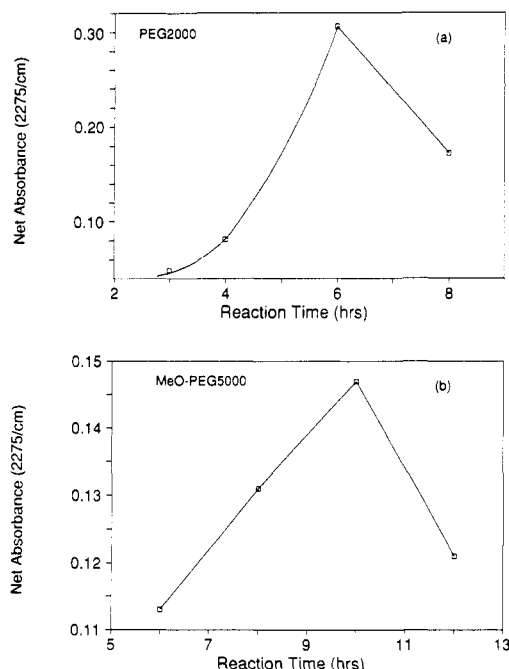 PEG2000
(a)
0.30
0.20
0.10
Net Absorbance (2275/cm)
2 4 6 8
Reaction Time (hrs)
MeO-PEG5000
(b)
0.15
0.14
0.13
0.12
0.11
Net Absorbance (2275/cm)
5 7 9 11 13
Reaction Time (hrs)